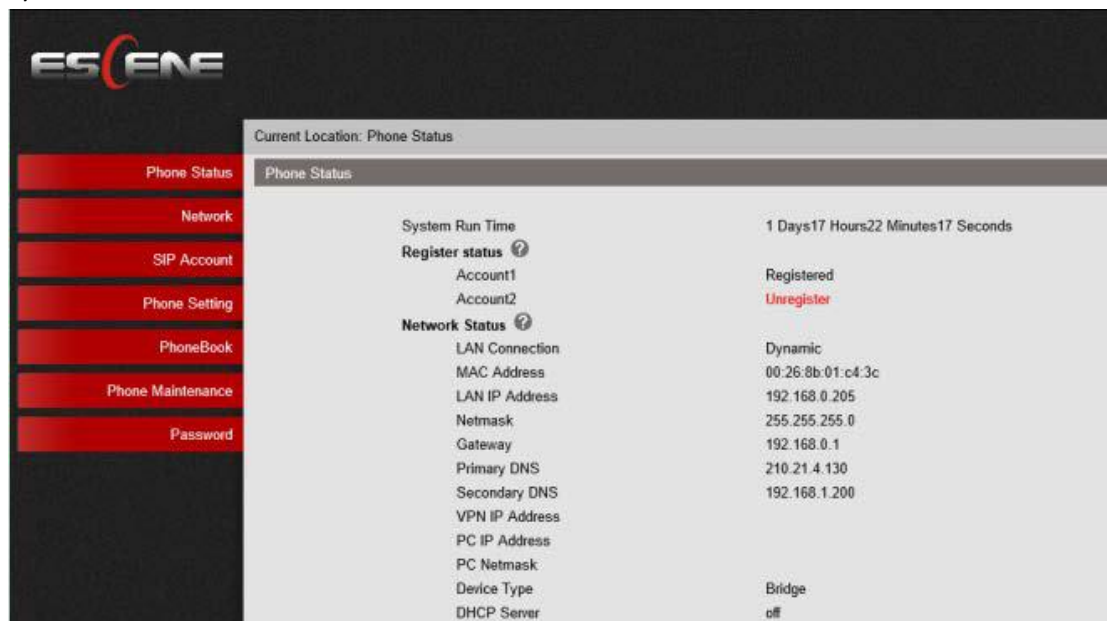 ESCENE
Current Location: Phone Status
Phone Status
Network
SIP Account
Phone Setting
PhoneBook
Phone Maintenance
Password
Phone Status
System Run Time 1 Days17 Hours22 Minutes17 Seconds
Register status ?
Account1 Registered
Account2 Unregister
Network Status ?
LAN Connection Dynamic
MAC Address 00:26:8b:01:c4:3c
LAN IP Address 192.168.0.205
Netmask 255.255.255.0
Gateway 192.168.0.1
Primary DNS 210.21.4.130
Secondary DNS 192.168.1.200
VPN IP Address
PC IP Address
PC Netmask
Device Type Bridge
DHCP Server off